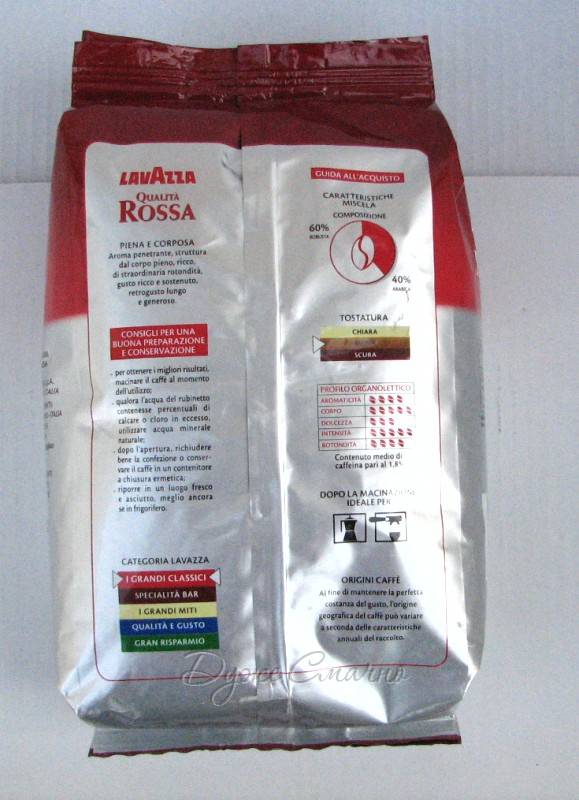 LAVAZZA
QUALITÀ
ROSSA
PIENA E CORPOSA
Aroma penetrante, struttura
dal corpo pieno, ricco,
di straordinaria rotondità,
gusto ricco e sostenuto,
retrogusto lungo
e generoso.
CONSIGLI PER UNA
BUONA PREPARAZIONE
E CONSERVAZIONE
- per ottenere i migliori risultati,
macinare il caffè al momento
dell'utilizzo;
- qualora l'acqua del rubinetto
contenesse percentuali di
calcare o cloro in eccesso,
utilizzare acqua minerale
naturale;
- dopo l'apertura, richiudere
bene la confezione o conser-
vare il caffè in un contenitore
a chiusura ermetica;
- riporre in un luogo fresco
e asciutto, meglio ancora
se in frigorifero.
CATEGORIA LAVAZZA
I GRANDI CLASSICI
SPECIALITÀ BAR
I GRANDI MITI
QUALITÀ E GUSTO
GRAN RISPARMIO
GUIDA ALL'ACQUISTO
CARATTERISTICHE
MISCELA
COMPOSIZIONE
60%
ROBUSTA
40%
ARABICA
TOSTATURA
CHIARA
SCURA
PROFILO ORGANOLETTICO
AROMATICITÀ
CORPO
DOLCEZZA
INTENSITÀ
ROTONDITÀ
Contenuto medio di
caffeina pari al 1,8%
DOPO LA MACINAZIONE
IDEALE PER
ORIGINI CAFFÈ
Al fine di mantenere la perfetta
costanza del gusto, l'origine
geografica del caffè può variare
a seconda delle caratteristiche
annuali del raccolto.
Дуже Смачно